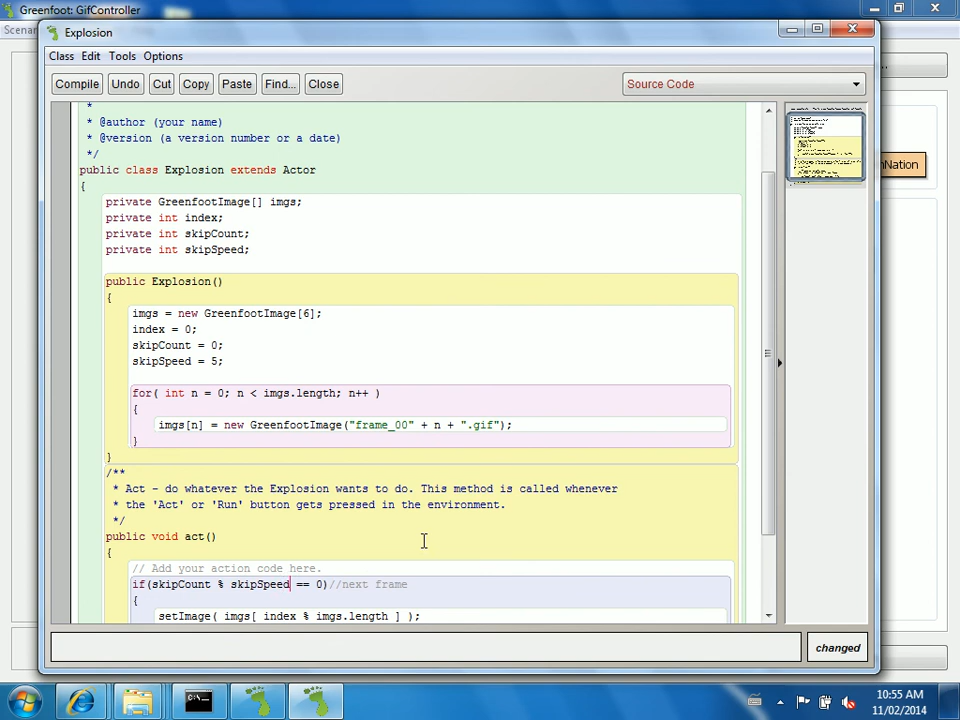 Greenfoot: GifController
Scenar
Explosion
Class Edit Tools Options
Compile Undo Cut Copy Paste Find... Close Source Code
*
* @author (your name)
* @version (a version number or a date)
*/
public class Explosion extends Actor
{
private GreenfootImage[] imgs;
private int index;
private int skipCount;
private int skipSpeed;
public Explosion()
{
imgs = new GreenfootImage[6];
index = 0;
skipCount = 0;
skipSpeed = 5;
for( int n = 0; n < imgs.length; n++ )
{
imgs[n] = new GreenfootImage("frame_00" + n + ".gif");
}
}
/**
* Act - do whatever the Explosion wants to do. This method is called whenever
* the 'Act' or 'Run' button gets pressed in the environment.
*/
public void act()
{
// Add your action code here.
if(skipCount % skipSpeed == 0)//next frame
{
setImage( imgs[ index % imgs.length ] );
nNation
changed
10:55 AM
11/02/2014